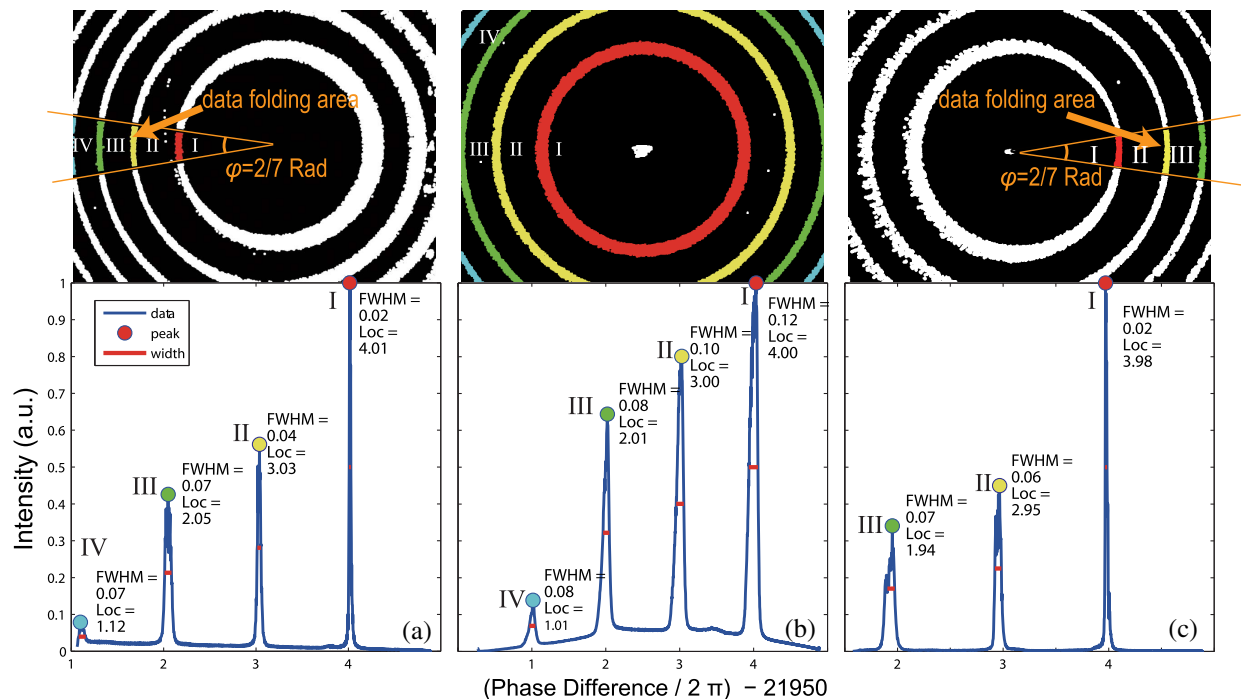 data folding area
IV III II I
φ=2/7 Rad
IV
III II I
data folding area
I II III
φ=2/7 Rad
Intensity (a.u.)
1
0.9
0.8
0.7
0.6
0.5
0.4
0.3
0.2
0.1
0
data
peak
width
IV
FWHM =
0.07
Loc =
1.12
III
FWHM =
0.07
Loc =
2.05
II
FWHM =
0.04
Loc =
3.03
I
FWHM =
0.02
Loc =
4.01
(a)
1 2 3 4
IV
0.08
Loc =
1.01
III
FWHM =
0.08
Loc =
2.01
II
FWHM =
0.10
Loc =
3.00
I
FWHM =
0.12
Loc =
4.00
(b)
1 2 3 4
III
FWHM =
0.07
Loc =
1.94
II
FWHM =
0.06
Loc =
2.95
I
FWHM =
0.02
Loc =
3.98
(c)
2 3 4
(Phase Difference / 2 π) − 21950